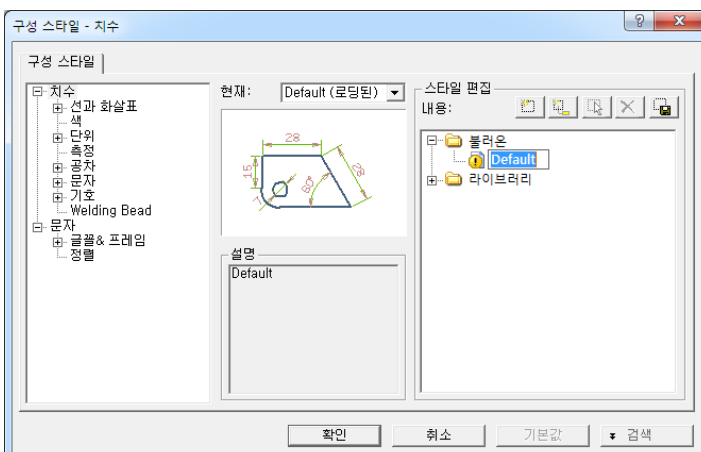 구성 스타일 - 치수
구성 스타일
치수
선과 화살표
색
단위
측정
공차
문자
기호
Welding Bead
문자
글꼴& 프레임
정렬
현재: Default (로딩된)
28
15
22
80°
7
설명
Default
스타일 편집
내용:
불러온
Default
라이브러리
확인
취소
기본값
검색